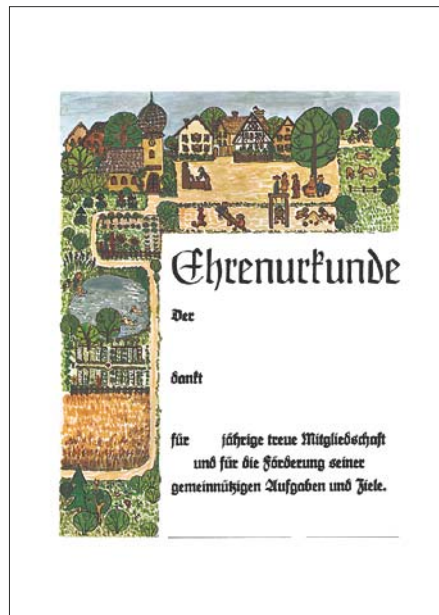 Ehrenurkunde
Der
dankt
für jährige treue Mitgliedschaft
und für die Förderung seiner
gemeinnützigen Aufgaben und Ziele.